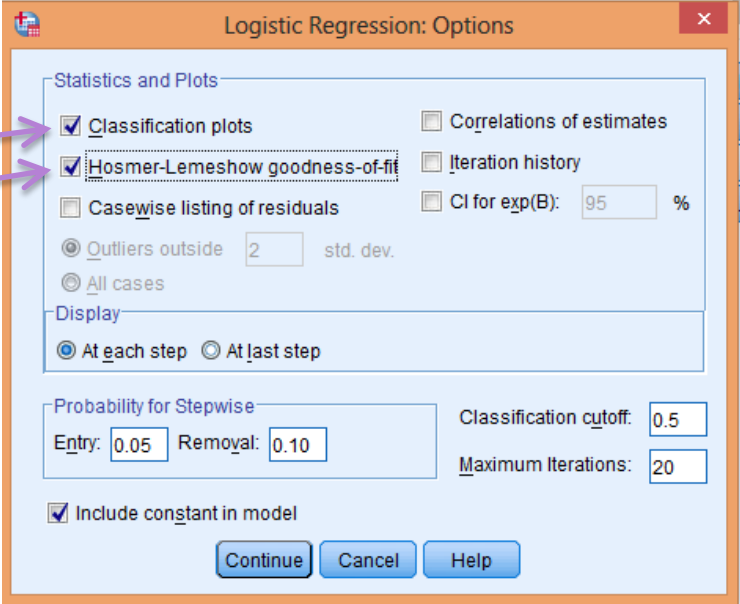 Logistic Regression: Options
Statistics and Plots
Classification plots
Correlations of estimates
Hosmer-Lemeshow goodness-of-fit
Iteration history
Casewise listing of residuals
CI for exp(B): 95 %
Outliers outside 2 std. dev.
All cases
Display
At each step At last step
Probability for Stepwise
Entry: 0.05 Removal: 0.10
Classification cutoff: 0.5
Maximum Iterations: 20
Include constant in model
Continue Cancel Help